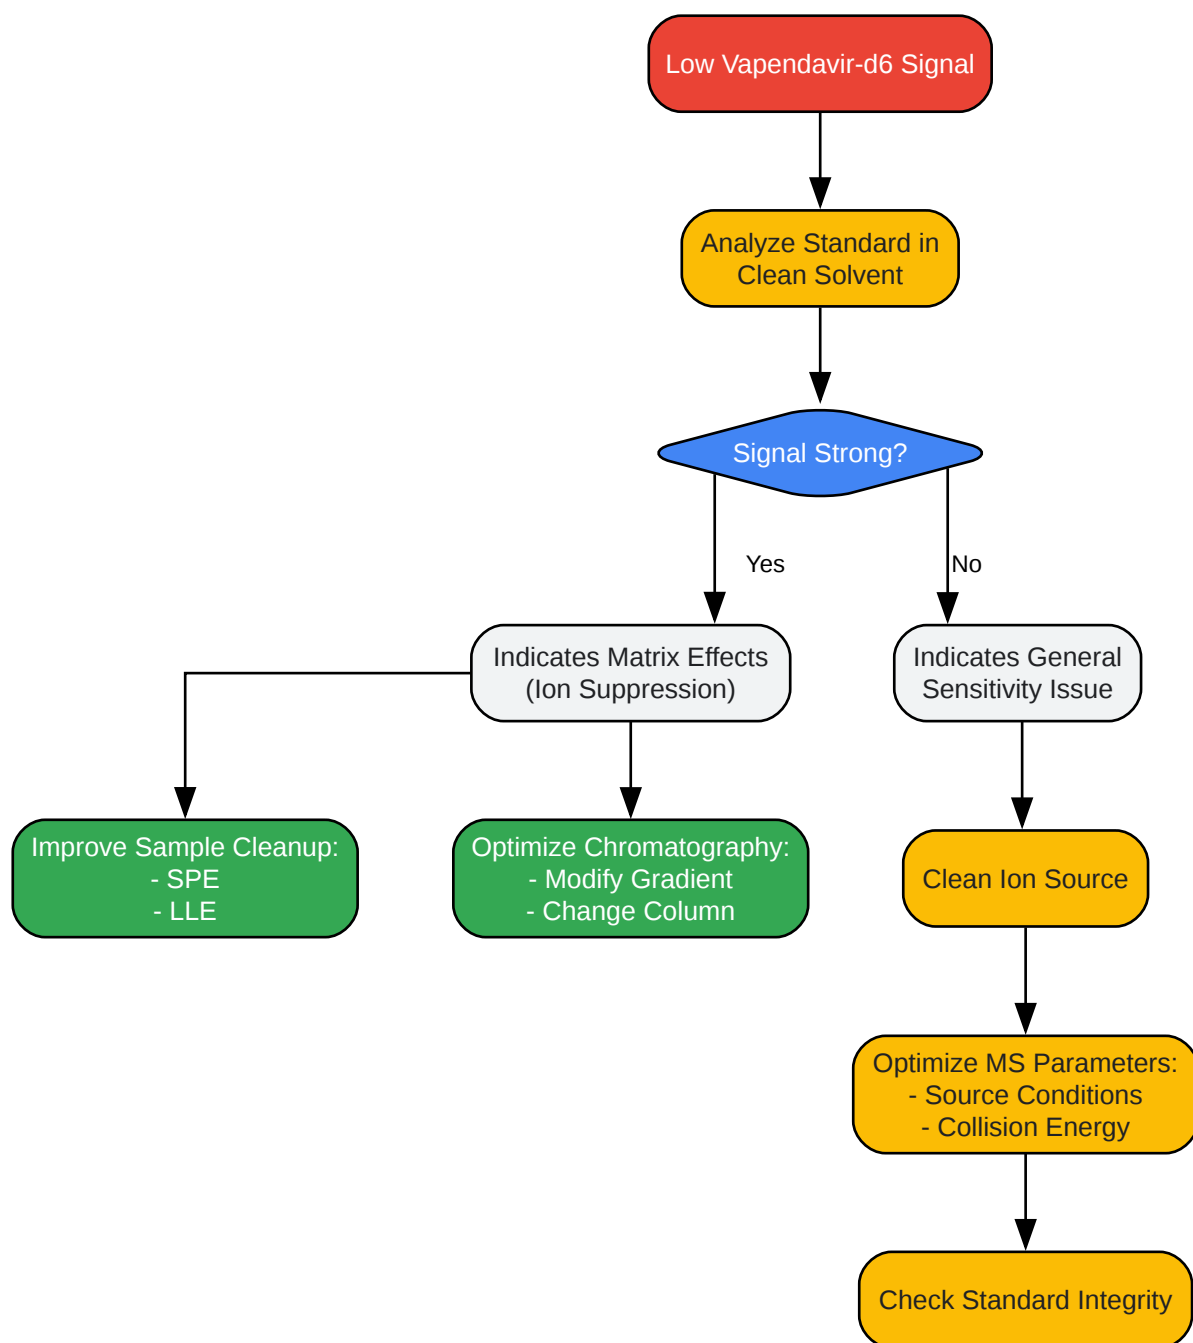 Low Vapendavir-d6 Signal
Analyze Standard in
Clean Solvent
Signal Strong?
Yes
No
Indicates Matrix Effects
(Ion Suppression)
Indicates General
Sensitivity Issue
Improve Sample Cleanup:
- SPE
- LLE
Optimize Chromatography:
- Modify Gradient
- Change Column
Clean Ion Source
Optimize MS Parameters:
- Source Conditions
- Collision Energy
Check Standard Integrity